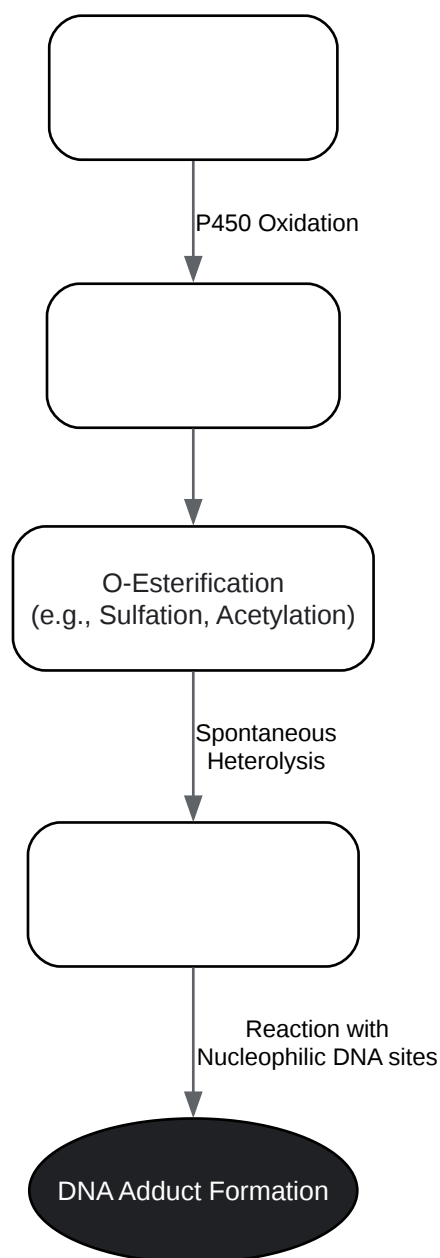 P450 Oxidation
O-Esterification
(e.g., Sulfation, Acetylation)
Spontaneous
Heterolysis
Reaction with
Nucleophilic DNA sites
DNA Adduct Formation